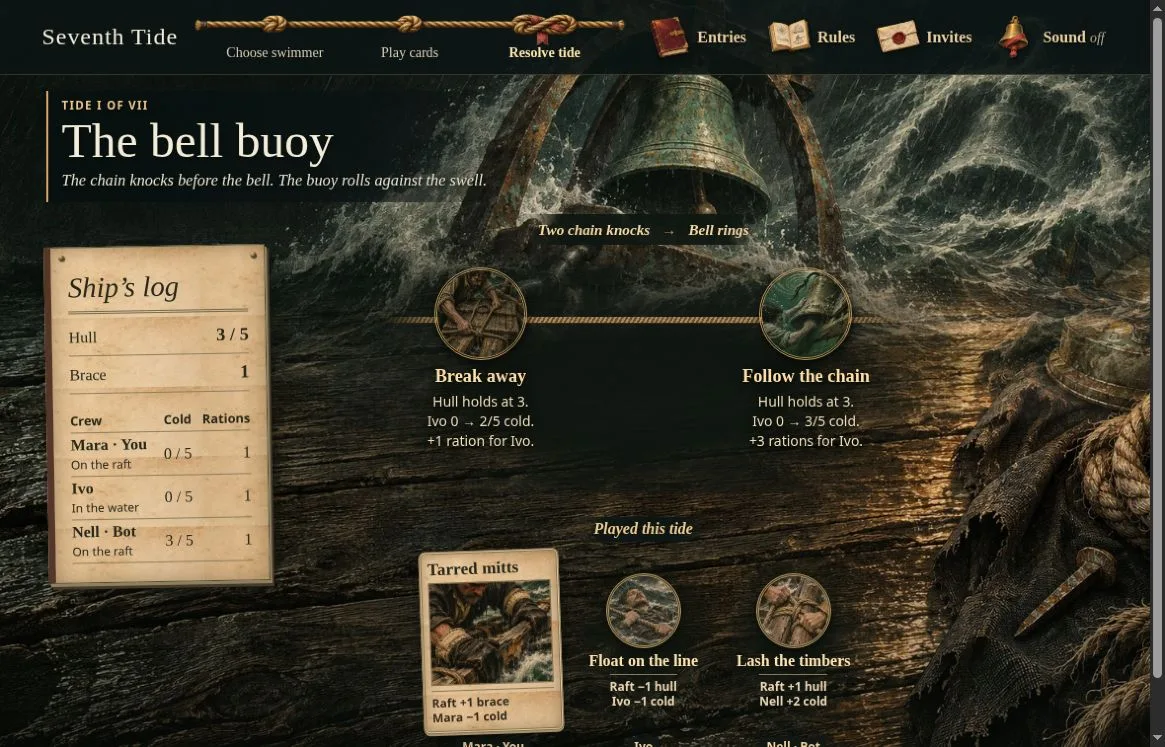 Seventh Tide
Choose swimmer
Play cards
Resolve tide
Entries
Rules
Invites
Sound off
TIDE I OF VII
The bell buoy
The chain knocks before the bell. The buoy rolls against the swell.
Two chain knocks → Bell rings
Ship's log
Hull 3 / 5
Brace 1
Crew Cold Rations
Mara · You
On the raft 0 / 5 1
Ivo
In the water 0 / 5 1
Nell · Bot
On the raft 3 / 5 1
Break away
Hull holds at 3.
Ivo 0 → 2/5 cold.
+1 ration for Ivo.
Follow the chain
Hull holds at 3.
Ivo 0 → 3/5 cold.
+3 rations for Ivo.
Played this tide
Tarred mitts
Raft +1 brace
Mara −1 cold
Mara · You
Float on the line
Raft −1 hull
Ivo −1 cold
Ivo
Lash the timbers
Raft +1 hull
Nell +2 cold
Nell · Bot